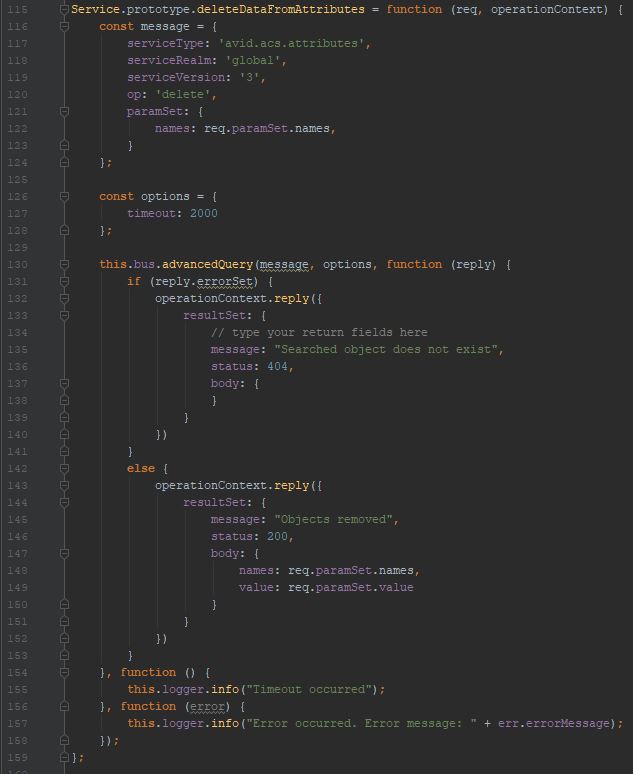 115 Service.prototype.deleteDataFromAttributes = function (req, operationContext) {
116     const message = {
117         serviceType: 'avid.acs.attributes',
118         serviceRealm: 'global',
119         serviceVersion: '3',
120         op: 'delete',
121         paramSet: {
122             names: req.paramSet.names,
123         }
124     };
125
126     const options = {
127         timeout: 2000
128     };
129
130     this.bus.advancedQuery(message, options, function (reply) {
131         if (reply.errorSet) {
132             operationContext.reply({
133                 resultSet: {
134                     // type your return fields here
135                     message: "Searched object does not exist",
136                     status: 404,
137                     body: {
138                     }
139                 }
140             })
141         }
142         else {
143             operationContext.reply({
144                 resultSet: {
145                     message: "Objects removed",
146                     status: 200,
147                     body: {
148                         names: req.paramSet.names,
149                         value: req.paramSet.value
150                     }
151                 }
152             })
153         }
154     }, function () {
155         this.logger.info("Timeout occurred");
156     }, function (error) {
157         this.logger.info("Error occurred. Error message: " + err.errorMessage);
158     });
159 };